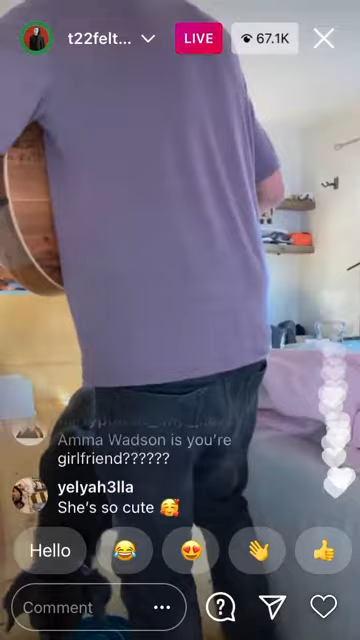 t22felt...
LIVE
67.1K
Amma Wadson is you're
girlfriend??????
yelyah3lla
She's so cute 🥰
Hello
Comment